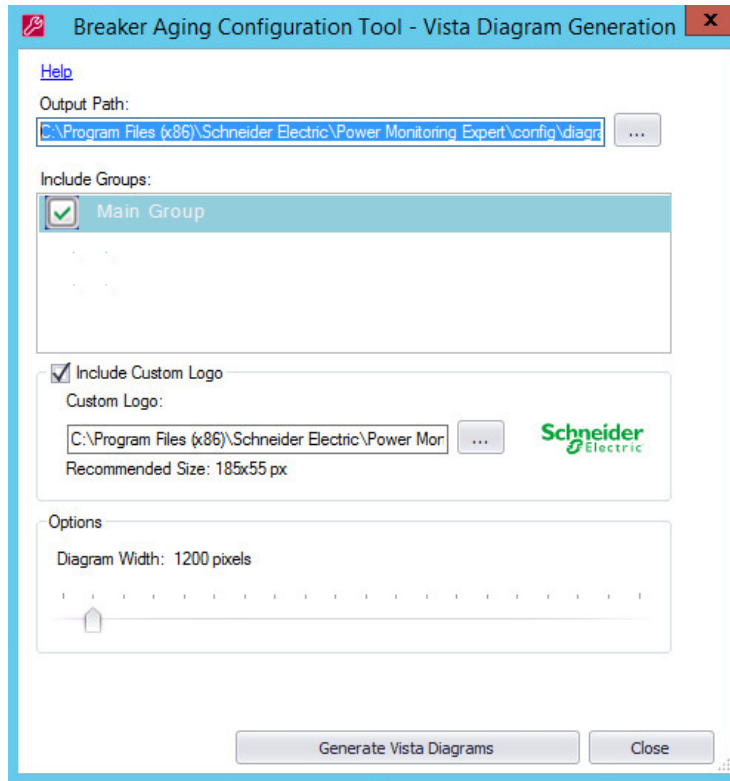 Breaker Aging Configuration Tool - Vista Diagram Generation
x
Help
Output Path:
C:\Program Files (x86)\Schneider Electric\Power Monitoring Expert\config\diagra
...
Include Groups:
Main Group
Include Custom Logo
Custom Logo:
C:\Program Files (x86)\Schneider Electric\Power Mor
...
Schneider
Electric
Recommended Size: 185x55 px
Options
Diagram Width: 1200 pixels
Generate Vista Diagrams
Close